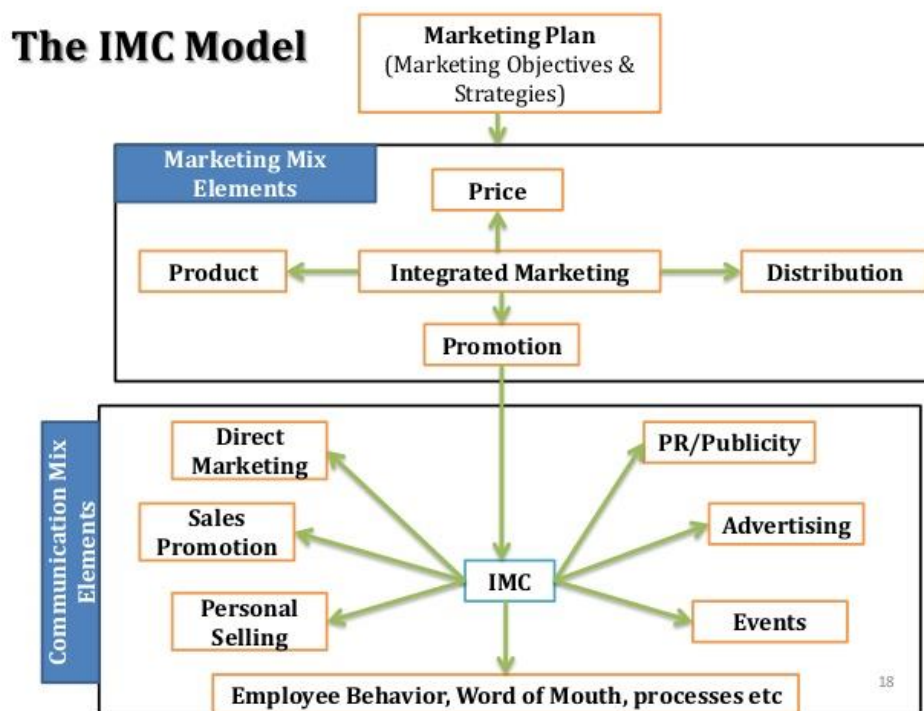 The IMC Model
Marketing Plan
(Marketing Objectives &
Strategies)
Marketing Mix
Elements
Price
Product
Integrated Marketing
Distribution
Promotion
Communication Mix
Elements
Direct
Marketing
PR/Publicity
Sales
Promotion
Advertising
IMC
Personal
Selling
Events
Employee Behavior, Word of Mouth, processes etc
18